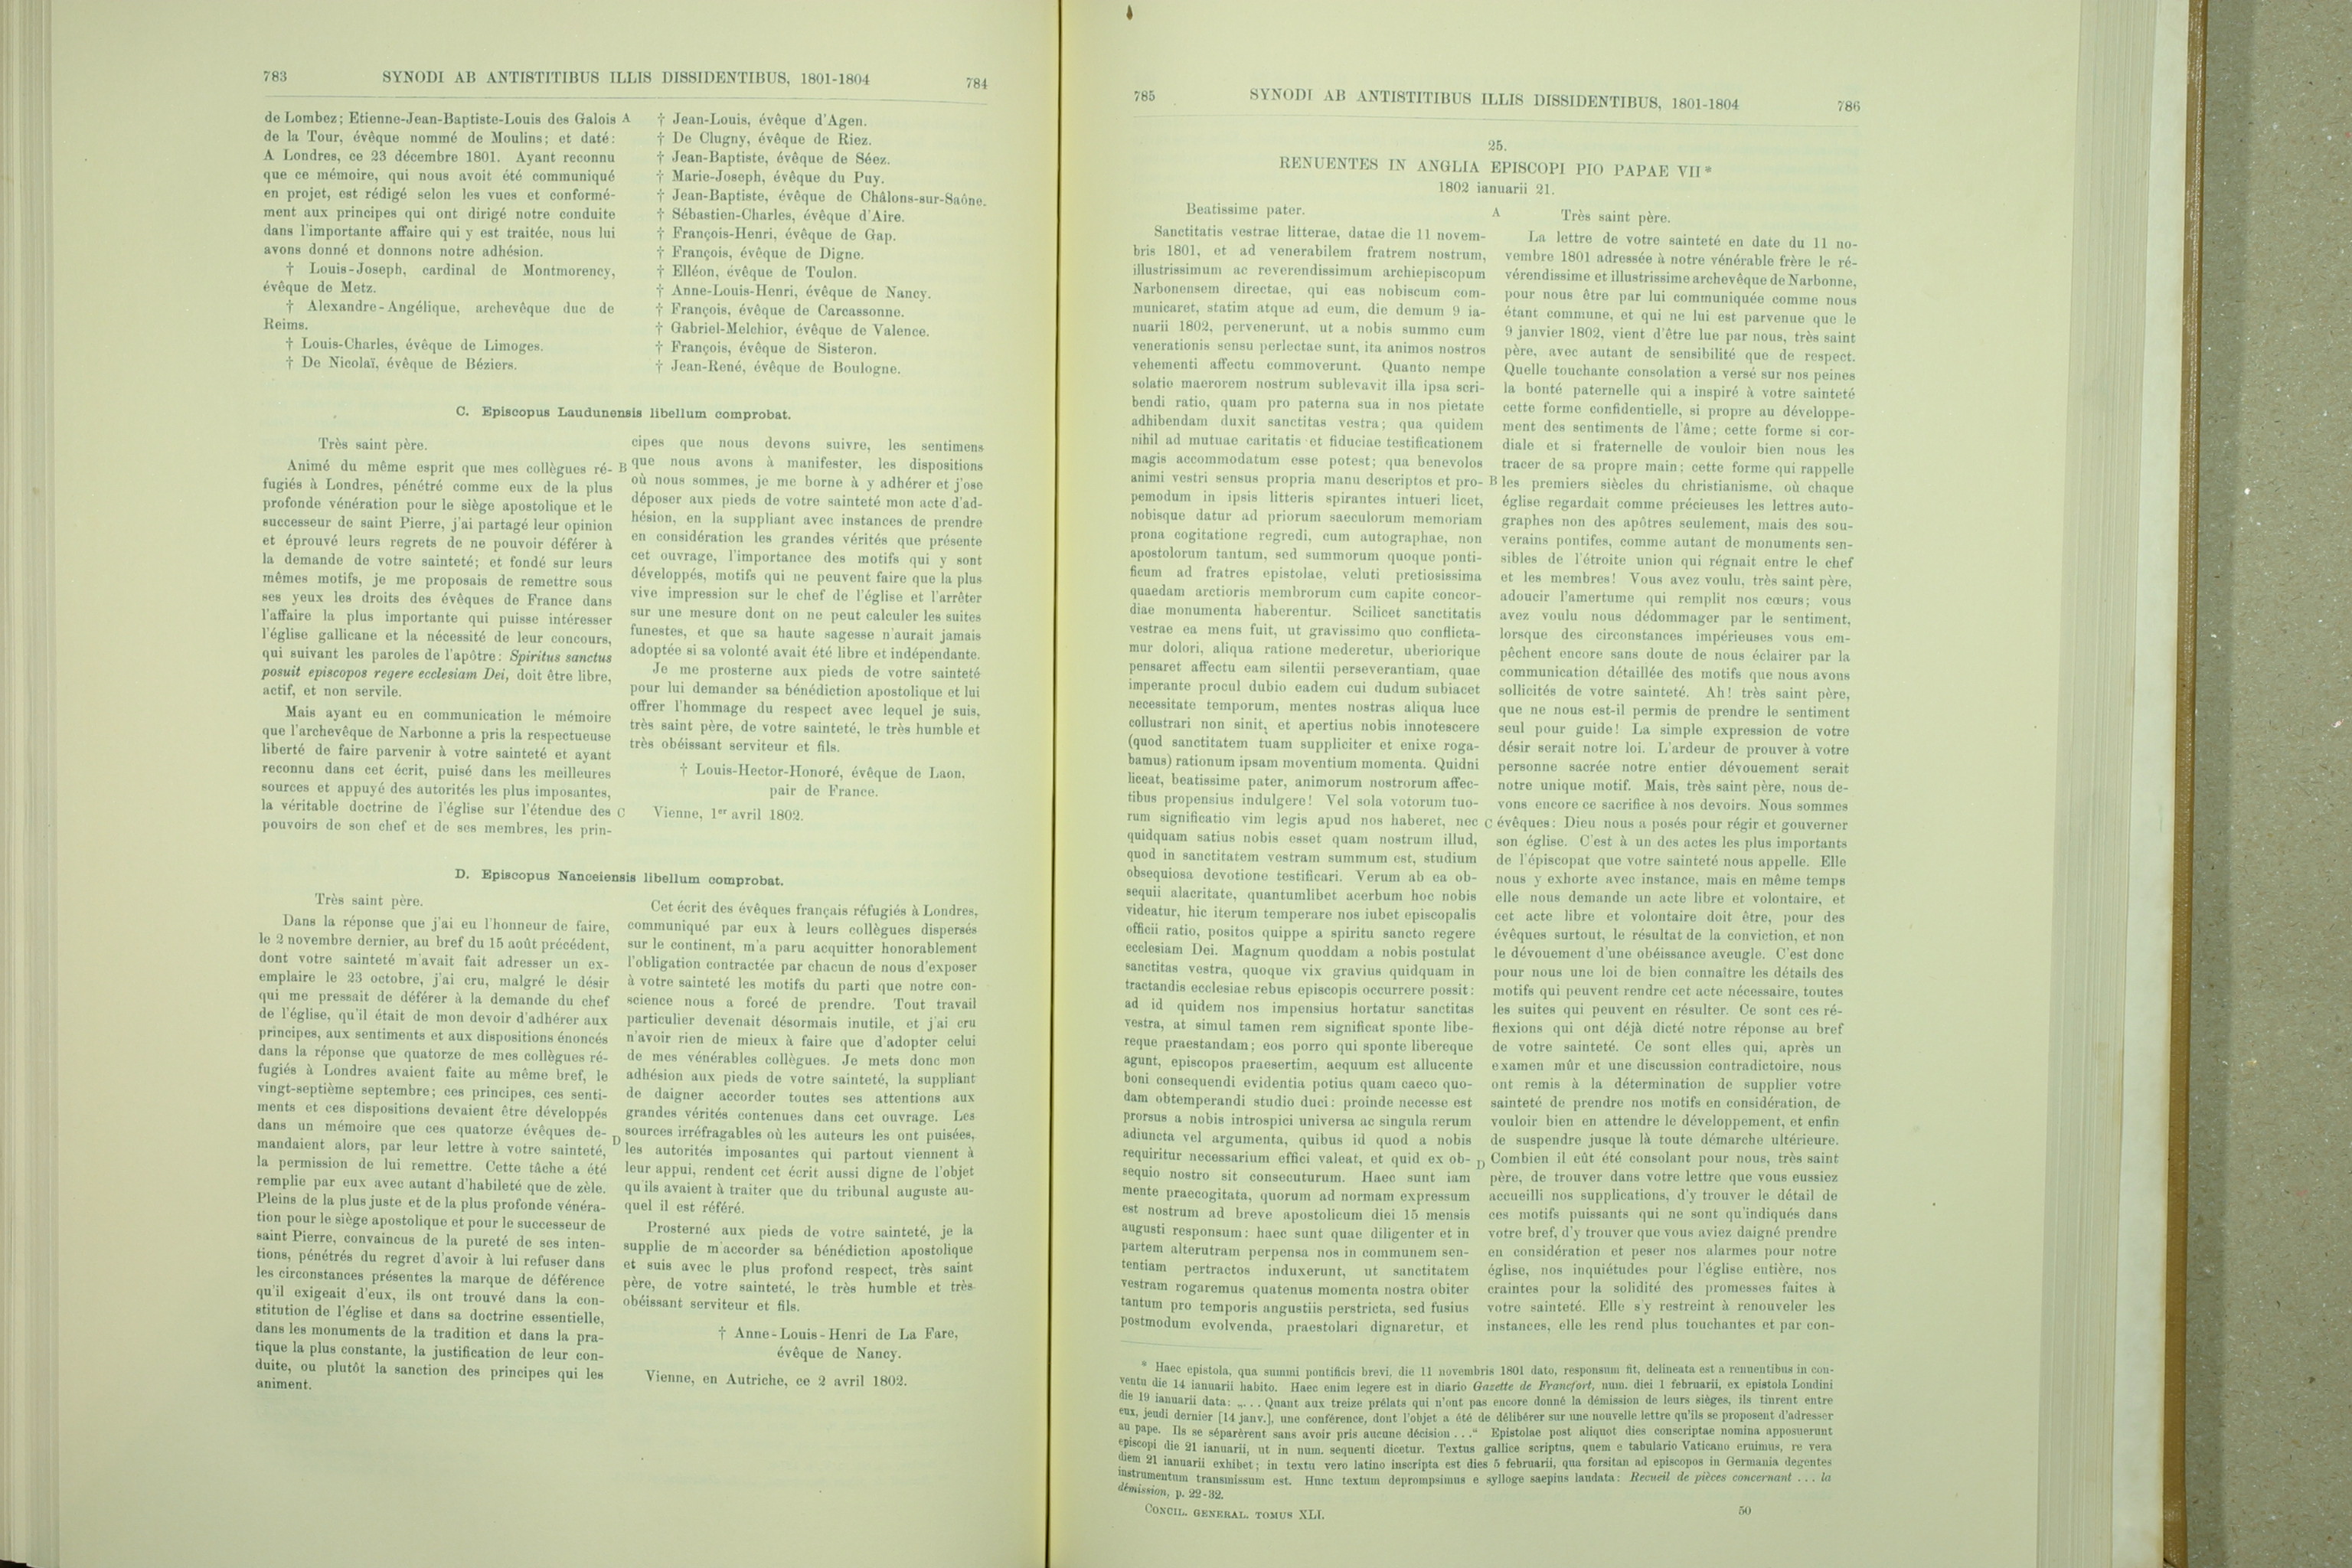 783
SYNODI AB ANTISTITIBUS ILLIS DISSIDENTIBUS, 1801-1804
784
de Lombez; Etienne-Jean-Baptiste-Louis des Galois
de la Tour, évêque nommé de Moulins; et daté:
A Londres, ce 23 décembre 1801. Ayant reconnu
que ce mémoire, qui nous avoit été communiqué
en projet, est rédigé selon les vues et conformé-
ment aux principes qui ont dirigé notre conduite
dans l'importante affaire qui y est traitée, nous lui
avons donné et donnons notre adhésion.
† Louis-Joseph, cardinal de Montmorency,
évêque de Metz.
† Alexandre-Angélique, archevêque duc de
Reims.
† Louis-Charles, évêque de Limoges.
† De Nicolaï, évêque de Béziers.
A
† Jean-Louis, évêque d'Agen.
† De Clugny, évêque de Riez.
† Jean-Baptiste, évêque de Séez.
† Marie-Joseph, évêque du Puy.
† Jean-Baptiste, évêque de Châlons-sur-Saône.
† Sébastien-Charles, évêque d'Aire.
† François-Henri, évêque de Gap.
† François, évêque de Digne.
† Elléon, évêque de Toulon.
† Anne-Louis-Henri, évêque de Nancy.
† François, évêque de Carcassonne.
† Gabriel-Melchior, évêque de Valence.
† François, évêque de Sisteron.
† Jean-René, évêque de Boulogne.
C. Episcopus Laudunensis libellum comprobat.
Très saint père.
Animé du même esprit que mes collègues ré-
fugiés à Londres, pénétré comme eux de la plus
profonde vénération pour le siège apostolique et le
successeur de saint Pierre, j'ai partagé leur opinion
et éprouvé leurs regrets de ne pouvoir déférer à
la demande de votre sainteté; et fondé sur leurs
mêmes motifs, je me proposais de remettre sous
ses yeux les droits des évêques de France dans
l'affaire la plus importante qui puisse intéresser
l'église gallicane et la nécessité de leur concours,
qui suivant les paroles de l'apôtre: Spiritus sanctus
posuit episcopos regere ecclesiam Dei, doit être libre,
actif, et non servile.
Mais ayant eu en communication le mémoire
que l'archevêque de Narbonne a pris la respectueuse
liberté de faire parvenir à votre sainteté et ayant
reconnu dans cet écrit, puisé dans les meilleures
sources et appuyé des autorités les plus imposantes,
la véritable doctrine de l'église sur l'étendue des
pouvoirs de son chef et de ses membres, les prin-
B
C
cipes que nous devons suivre, les sentimens
que nous avons à manifester, les dispositions
où nous sommes, je me borne à y adhérer et j'ose
déposer aux pieds de votre sainteté mon acte d'ad-
hésion, en la suppliant avec instances de prendre
en considération les grandes vérités que présente
cet ouvrage, l'importance des motifs qui y sont
développés, motifs qui ne peuvent faire que la plus
vive impression sur le chef de l'église et l'arrêter
sur une mesure dont on ne peut calculer les suites
funestes, et que sa haute sagesse n'aurait jamais
adoptée si sa volonté avait été libre et indépendante.
Je me prosterne aux pieds de votre sainteté
pour lui demander sa bénédiction apostolique et lui
offrer l'hommage du respect avec lequel je suis,
très saint père, de votre sainteté, le très humble et
très obéissant serviteur et fils.
† Louis-Hector-Honoré, évêque de Laon,
pair de France.
Vienne, 1er avril 1802.
D. Episcopus Nanceiensis libellum comprobat.
Très saint père.
Dans la réponse que j'ai eu l'honneur de faire,
le 2 novembre dernier, au bref du 15 août précédent,
dont votre sainteté m'avait fait adresser un ex-
emplaire le 23 octobre, j'ai cru, malgré le désir
qui me pressait de déférer à la demande du chef
de l'église, qu'il était de mon devoir d'adhérer aux
principes, aux sentiments et aux dispositions énoncés
dans la réponse que quatorze de mes collègues ré-
fugiés à Londres avaient faite au même bref, le
vingt-septième septembre; ces principes, ces senti-
ments et ces dispositions devaient être développés
dans un mémoire que ces quatorze évêques de-
mandaient alors, par leur lettre à votre sainteté,
la permission de lui remettre. Cette tâche a été
remplie par eux avec autant d'habileté que de zèle.
Pleins de la plus juste et de la plus profonde vénéra-
tion pour le siège apostolique et pour le successeur de
saint Pierre, convaincus de la pureté de ses inten-
tions, pénétrés du regret d'avoir à lui refuser dans
les circonstances présentes la marque de déférence
qu'il exigeait d'eux, ils ont trouvé dans la con-
stitution de l'église et dans sa doctrine essentielle,
dans les monuments de la tradition et dans la pra-
tique la plus constante, la justification de leur con-
duite, ou plutôt la sanction des principes qui les
animent.
D
Cet écrit des évêques français réfugiés à Londres,
communiqué par eux à leurs collègues dispersés
sur le continent, m'a paru acquitter honorablement
l'obligation contractée par chacun de nous d'exposer
à votre sainteté les motifs du parti que notre con-
science nous a forcé de prendre. Tout travail
particulier devenait désormais inutile, et j'ai cru
n'avoir rien de mieux à faire que d'adopter celui
de mes vénérables collègues. Je mets donc mon
adhésion aux pieds de votre sainteté, la suppliant
de daigner accorder toutes ses attentions aux
grandes vérités contenues dans cet ouvrage. Les
sources irréfragables où les auteurs les ont puisées,
les autorités imposantes qui partout viennent à
leur appui, rendent cet écrit aussi digne de l'objet
qu'ils avaient à traiter que du tribunal auguste au-
quel il est référé.
Prosterné aux pieds de votre sainteté, je la
supplie de m'accorder sa bénédiction apostolique
et suis avec le plus profond respect, très saint
père, de votre sainteté, le très humble et très
obéissant serviteur et fils.
† Anne-Louis-Henri de La Fare,
évêque de Nancy.
Vienne, en Autriche, ce 2 avril 1802.
785
SYNODI AB ANTISTITIBUS ILLIS DISSIDENTIBUS, 1801-1804
786
25.
RENUENTES IN ANGLIA EPISCOPI PIO PAPAE VII*
1802 ianuarii 21.
Beatissime pater.
Sanctitatis vestrae litterae, datae die 11 novem-
bris 1801, et ad venerabilem fratrem nostrum,
illustrissimum ac reverendissimum archiepiscopum
Narbonensem directae, qui eas nobiscum com-
municaret, statim atque ad eum, die demum 9 ia-
nuarii 1802, pervenerunt, ut a nobis summo cum
venerationis sensu perlectae sunt, ita animos nostros
vehementi affectu commoverunt. Quanto nempe
solatio maerorem nostrum sublevavit illa ipsa scri-
bendi ratio, quam pro paterna sua in nos pietate
adhibendam duxit sanctitas vestra; qua quidem
nihil ad mutuae caritatis et fiduciae testificationem
magis accommodatum esse potest; qua benevolos
animi vestri sensus propria manu descriptos et pro-
pemodum in ipsis litteris spirantes intueri licet,
nobisque datur ad priorum saeculorum memoriam
prona cogitatione regredi, cum autographae, non
apostolorum tantum, sed summorum quoque ponti-
ficum ad fratres epistolae, veluti pretiosissima
quaedam arctioris membrorum cum capite concor-
diae monumenta haberentur. Scilicet sanctitatis
vestrae ea mens fuit, ut gravissimo quo conflicta-
mur dolori, aliqua ratione mederetur, uberiorique
pensaret affectu eam silentii perseverantiam, quae
imperante procul dubio eadem cui dudum subiacet
necessitate temporum, mentes nostras aliqua luce
collustrari non sinit, et apertius nobis innotescere
(quod sanctitatem tuam suppliciter et enixe roga-
bamus) rationum ipsam moventium momenta. Quidni
liceat, beatissime pater, animorum nostrorum affec-
tibus propensius indulgere! Vel sola votorum tuo-
rum significatio vim legis apud nos haberet, nec
quidquam satius nobis esset quam nostrum illud,
quod in sanctitatem vestram summum est, studium
obsequiosa devotione testificari. Verum ab ea ob-
sequii alacritate, quantumlibet acerbum hoc nobis
videatur, hic iterum temperare nos iubet episcopalis
officii ratio, positos quippe a spiritu sancto regere
ecclesiam Dei. Magnum quoddam a nobis postulat
sanctitas vestra, quoque vix gravius quidquam in
tractandis ecclesiae rebus episcopis occurrere possit:
ad id quidem nos impensius hortatur sanctitas
vestra, at simul tamen rem significat sponte libe-
reque praestandam; eos porro qui sponte libereque
agunt, episcopos praesertim, aequum est allucente
boni consequendi evidentia potius quam caeco quo-
dam obtemperandi studio duci: proinde necesse est
prorsus a nobis introspici universa ac singula rerum
adiuncta vel argumenta, quibus id quod a nobis
requiritur necessarium effici valeat, et quid ex ob-
sequio nostro sit consecuturum. Haec sunt iam
mente praecogitata, quorum ad normam expressum
est nostrum ad breve apostolicum diei 15 mensis
augusti responsum: haec sunt quae diligenter et in
partem alterutram perpensa nos in communem sen-
tentiam pertractos induxerunt, ut sanctitatem
vestram rogaremus quatenus momenta nostra obiter
tantum pro temporis angustiis perstricta, sed fusius
postmodum evolvenda, praestolari dignaretur, et
A
B
C
D
Très saint père.
La lettre de votre sainteté en date du 11 no-
vembre 1801 adressée à notre vénérable frère le ré-
vérendissime et illustrissime archevêque de Narbonne,
pour nous être par lui communiquée comme nous
étant commune, et qui ne lui est parvenue que le
9 janvier 1802, vient d'être lue par nous, très saint
père, avec autant de sensibilité que de respect.
Quelle touchante consolation a versé sur nos peines
la bonté paternelle qui a inspiré à votre sainteté
cette forme confidentielle, si propre au développe-
ment des sentiments de l'âme; cette forme si cor-
diale et si fraternelle de vouloir bien nous les
tracer de sa propre main; cette forme qui rappelle
les premiers siècles du christianisme, où chaque
église regardait comme précieuses les lettres auto-
graphes non des apôtres seulement, mais des sou-
verains pontifes, comme autant de monuments sen-
sibles de l'étroite union qui régnait entre le chef
et les membres! Vous avez voulu, très saint père,
adoucir l'amertume qui remplit nos cœurs; vous
avez voulu nous dédommager par le sentiment,
lorsque des circonstances impérieuses vous em-
pêchent encore sans doute de nous éclairer par la
communication détaillée des motifs que nous avons
sollicités de votre sainteté. Ah! très saint père,
que ne nous est-il permis de prendre le sentiment
seul pour guide! La simple expression de votre
désir serait notre loi. L'ardeur de prouver à votre
personne sacrée notre entier dévouement serait
notre unique motif. Mais, très saint père, nous de-
vons encore ce sacrifice à nos devoirs. Nous sommes
évêques: Dieu nous a posés pour régir et gouverner
son église. C'est à un des actes les plus importants
de l'épiscopat que votre sainteté nous appelle. Elle
nous y exhorte avec instance, mais en même temps
elle nous demande un acte libre et volontaire, et
cet acte libre et volontaire doit être, pour des
évêques surtout, le résultat de la conviction, et non
le dévouement d'une obéissance aveugle. C'est donc
pour nous une loi de bien connaître les détails des
motifs qui peuvent rendre cet acte nécessaire, toutes
les suites qui peuvent en résulter. Ce sont ces ré-
flexions qui ont déjà dicté notre réponse au bref
de votre sainteté. Ce sont elles qui, après un
examen mûr et une discussion contradictoire, nous
ont remis à la détermination de supplier votre
sainteté de prendre nos motifs en considération, de
vouloir bien en attendre le développement, et enfin
de suspendre jusque là toute démarche ultérieure.
Combien il eût été consolant pour nous, très saint
père, de trouver dans votre lettre que vous eussiez
accueilli nos supplications, d'y trouver le détail de
ces motifs puissants qui ne sont qu'indiqués dans
votre bref, d'y trouver que vous aviez daigné prendre
en considération et peser nos alarmes pour notre
église, nos inquiétudes pour l'église entière, nos
craintes pour la solidité des promesses faites à
votre sainteté. Elle s'y restreint à renouveler les
instances, elle les rend plus touchantes et par con-
* Haec epistola, qua summi pontificis brevi, die 11 novembris 1801 dato, responsum fit, delineata est a renuentibus in con-
ventu die 14 ianuarii habito. Haec enim legere est in diario Gazette de Francfort, num. diei 1 februarii, ex epistola Londini
die 19 ianuarii data: „. . . Quant aux treize prélats qui n'ont pas encore donné la démission de leurs sièges, ils tinrent entre
eux, jeudi dernier [14 janv.], une conférence, dont l'objet a été de délibérer sur une nouvelle lettre qu'ils se proposent d'adresser
au pape. Ils se séparèrent sans avoir pris aucune décision . . .“ Epistolae post aliquot dies conscriptae nomina apposuerunt
episcopi die 21 ianuarii, ut in num. sequenti dicetur. Textus gallice scriptus, quem e tabulario Vaticano eruimus, re vera
diem 21 ianuarii exhibet; in textu vero latino inscripta est dies 5 februarii, qua forsitan ad episcopos in Germania degentes
instrumentum transmissum est. Hunc textum deprompsimus e sylloge saepius laudata: Recueil de pièces concernant . . . la
démission, p. 22-32.
CONCIL. GENERAL. TOMUS XLI.
50